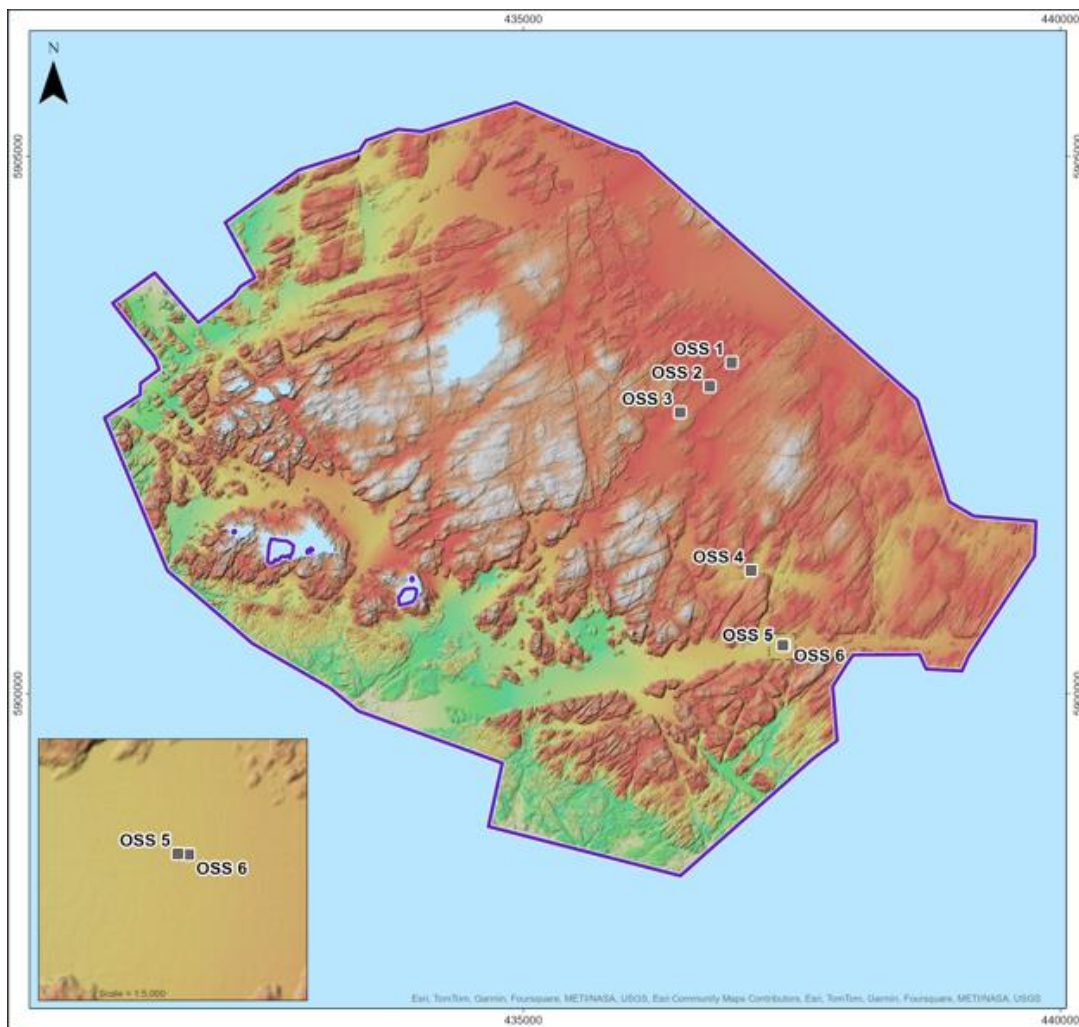 435000
440000
N
5905000
5905000
OSS 1
OSS 2
OSS 3
OSS 4
OSS 5
OSS 6
5900000
5900000
OSS 5
OSS 6
Scale = 1:5,000
Esri, TomTom, Garmin, Foursquare, METI/NASA, USGS, Esri Community Maps Contributors, Esri, TomTom, Garmin, Foursquare, METI/NASA, USGS
435000
440000